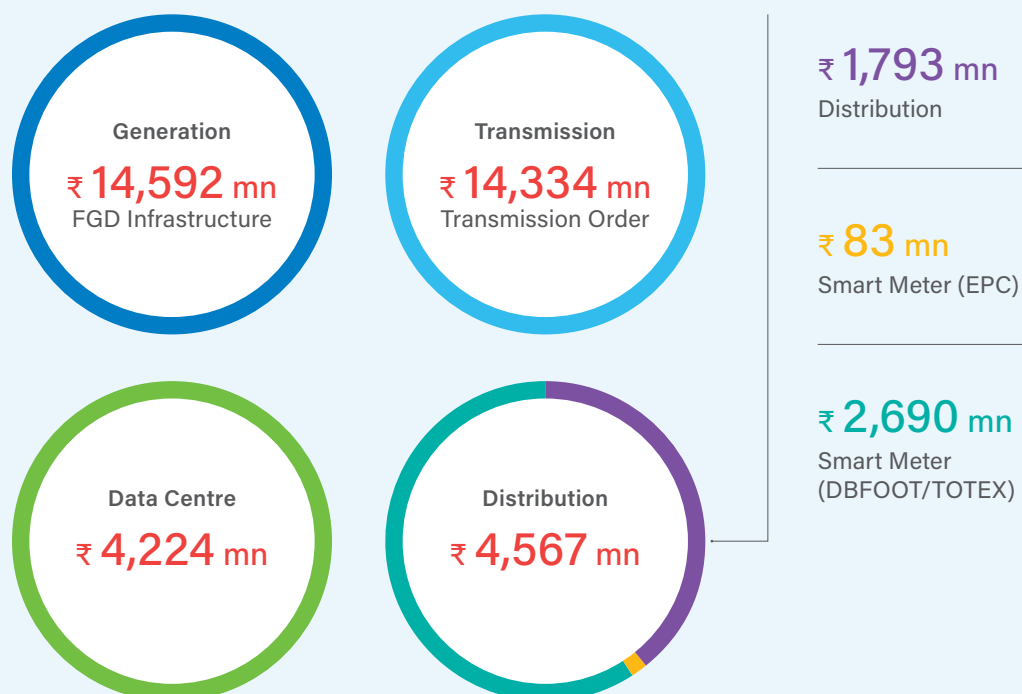 Generation
₹ 14,592 mn
FGD Infrastructure
Transmission
₹ 14,334 mn
Transmission Order
Data Centre
₹ 4,224 mn
Distribution
₹ 4,567 mn
₹ 1,793 mn
Distribution
₹ 83 mn
Smart Meter (EPC)
₹ 2,690 mn
Smart Meter
(DBFOOT/TOTEX)